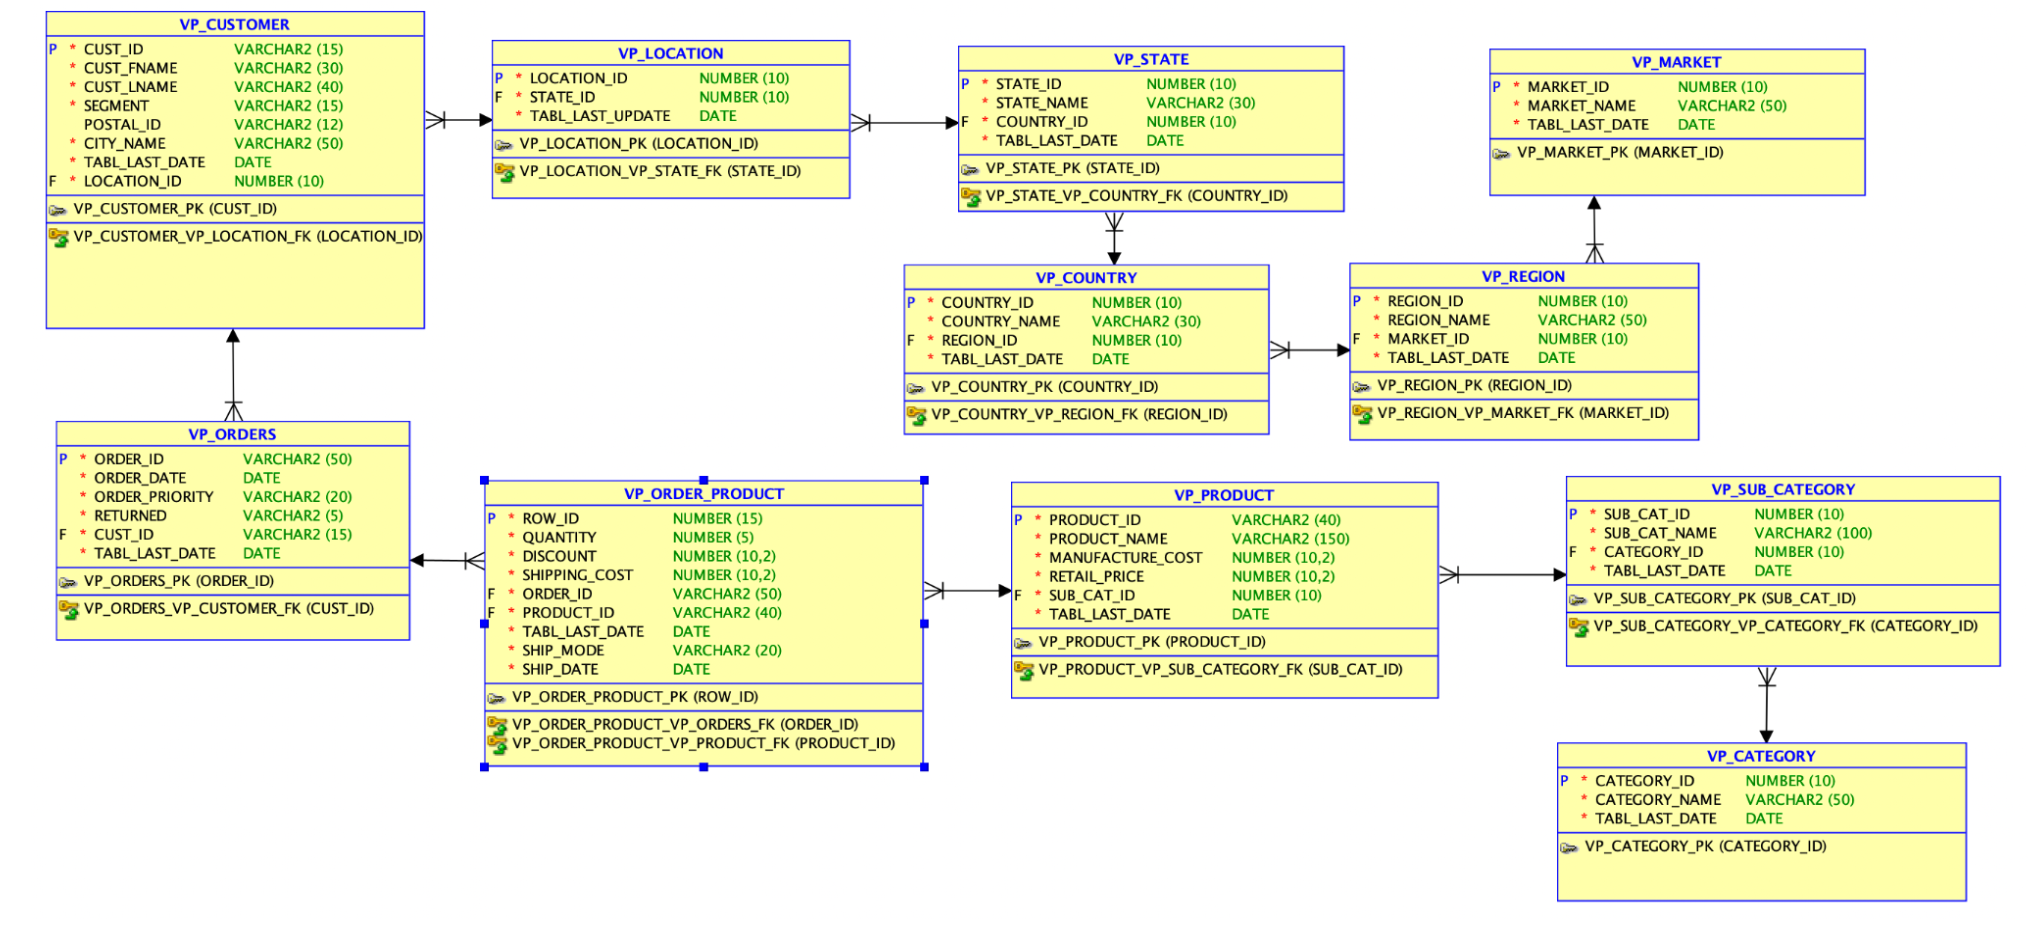 VP_CUSTOMER
P * CUST_ID VARCHAR2 (15)
* CUST_FNAME VARCHAR2 (30)
* CUST_LNAME VARCHAR2 (40)
* SEGMENT VARCHAR2 (15)
POSTAL_ID VARCHAR2 (12)
* CITY_NAME VARCHAR2 (50)
* TABL_LAST_DATE DATE
F * LOCATION_ID NUMBER (10)
VP_CUSTOMER_PK (CUST_ID)
VP_CUSTOMER_VP_LOCATION_FK (LOCATION_ID)
VP_LOCATION
P * LOCATION_ID NUMBER (10)
F * STATE_ID NUMBER (10)
* TABL_LAST_UPDATE DATE
VP_LOCATION_PK (LOCATION_ID)
VP_LOCATION_VP_STATE_FK (STATE_ID)
VP_STATE
P * STATE_ID NUMBER (10)
* STATE_NAME VARCHAR2 (30)
F * COUNTRY_ID NUMBER (10)
* TABL_LAST_DATE DATE
VP_STATE_PK (STATE_ID)
VP_STATE_VP_COUNTRY_FK (COUNTRY_ID)
VP_MARKET
P * MARKET_ID NUMBER (10)
* MARKET_NAME VARCHAR2 (50)
* TABL_LAST_DATE DATE
VP_MARKET_PK (MARKET_ID)
VP_COUNTRY
P * COUNTRY_ID NUMBER (10)
* COUNTRY_NAME VARCHAR2 (30)
F * REGION_ID NUMBER (10)
* TABL_LAST_DATE DATE
VP_COUNTRY_PK (COUNTRY_ID)
VP_COUNTRY_VP_REGION_FK (REGION_ID)
VP_REGION
P * REGION_ID NUMBER (10)
* REGION_NAME VARCHAR2 (50)
F * MARKET_ID NUMBER (10)
* TABL_LAST_DATE DATE
VP_REGION_PK (REGION_ID)
VP_REGION_VP_MARKET_FK (MARKET_ID)
VP_ORDERS
P * ORDER_ID VARCHAR2 (50)
* ORDER_DATE DATE
* ORDER_PRIORITY VARCHAR2 (20)
* RETURNED VARCHAR2 (5)
F * CUST_ID VARCHAR2 (15)
* TABL_LAST_DATE DATE
VP_ORDERS_PK (ORDER_ID)
VP_ORDERS_VP_CUSTOMER_FK (CUST_ID)
VP_ORDER_PRODUCT
P * ROW_ID NUMBER (15)
* QUANTITY NUMBER (5)
* DISCOUNT NUMBER (10,2)
* SHIPPING_COST NUMBER (10,2)
F * ORDER_ID VARCHAR2 (50)
F * PRODUCT_ID VARCHAR2 (40)
* TABL_LAST_DATE DATE
* SHIP_MODE VARCHAR2 (20)
* SHIP_DATE DATE
VP_ORDER_PRODUCT_PK (ROW_ID)
VP_ORDER_PRODUCT_VP_ORDERS_FK (ORDER_ID)
VP_ORDER_PRODUCT_VP_PRODUCT_FK (PRODUCT_ID)
VP_PRODUCT
P * PRODUCT_ID VARCHAR2 (40)
* PRODUCT_NAME VARCHAR2 (150)
* MANUFACTURE_COST NUMBER (10,2)
* RETAIL_PRICE NUMBER (10,2)
F * SUB_CAT_ID NUMBER (10)
* TABL_LAST_DATE DATE
VP_PRODUCT_PK (PRODUCT_ID)
VP_PRODUCT_VP_SUB_CATEGORY_FK (SUB_CAT_ID)
VP_SUB_CATEGORY
P * SUB_CAT_ID NUMBER (10)
* SUB_CAT_NAME VARCHAR2 (100)
F * CATEGORY_ID NUMBER (10)
* TABL_LAST_DATE DATE
VP_SUB_CATEGORY_PK (SUB_CAT_ID)
VP_SUB_CATEGORY_VP_CATEGORY_FK (CATEGORY_ID)
VP_CATEGORY
P * CATEGORY_ID NUMBER (10)
* CATEGORY_NAME VARCHAR2 (50)
* TABL_LAST_DATE DATE
VP_CATEGORY_PK (CATEGORY_ID)